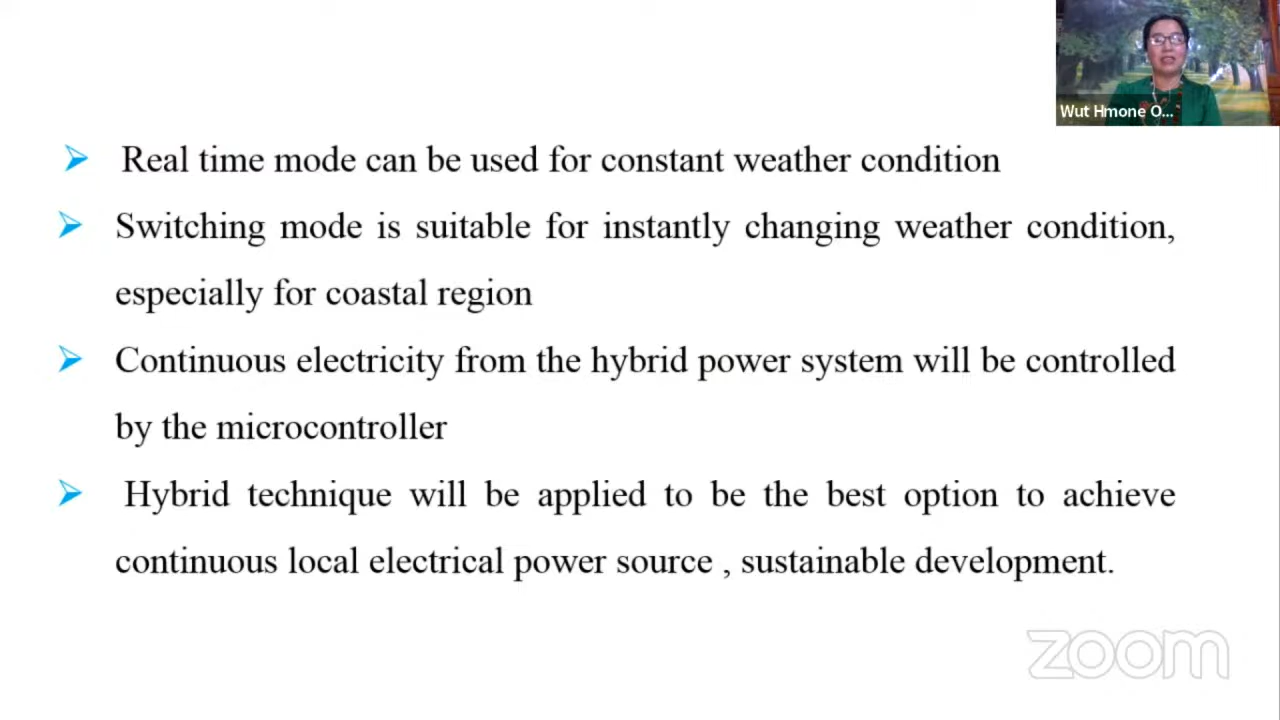 Wut Hmone O...
Real time mode can be used for constant weather condition
Switching mode is suitable for instantly changing weather condition,
especially for coastal region
Continuous electricity from the hybrid power system will be controlled
by the microcontroller
Hybrid technique will be applied to be the best option to achieve
continuous local electrical power source , sustainable development.
zoom